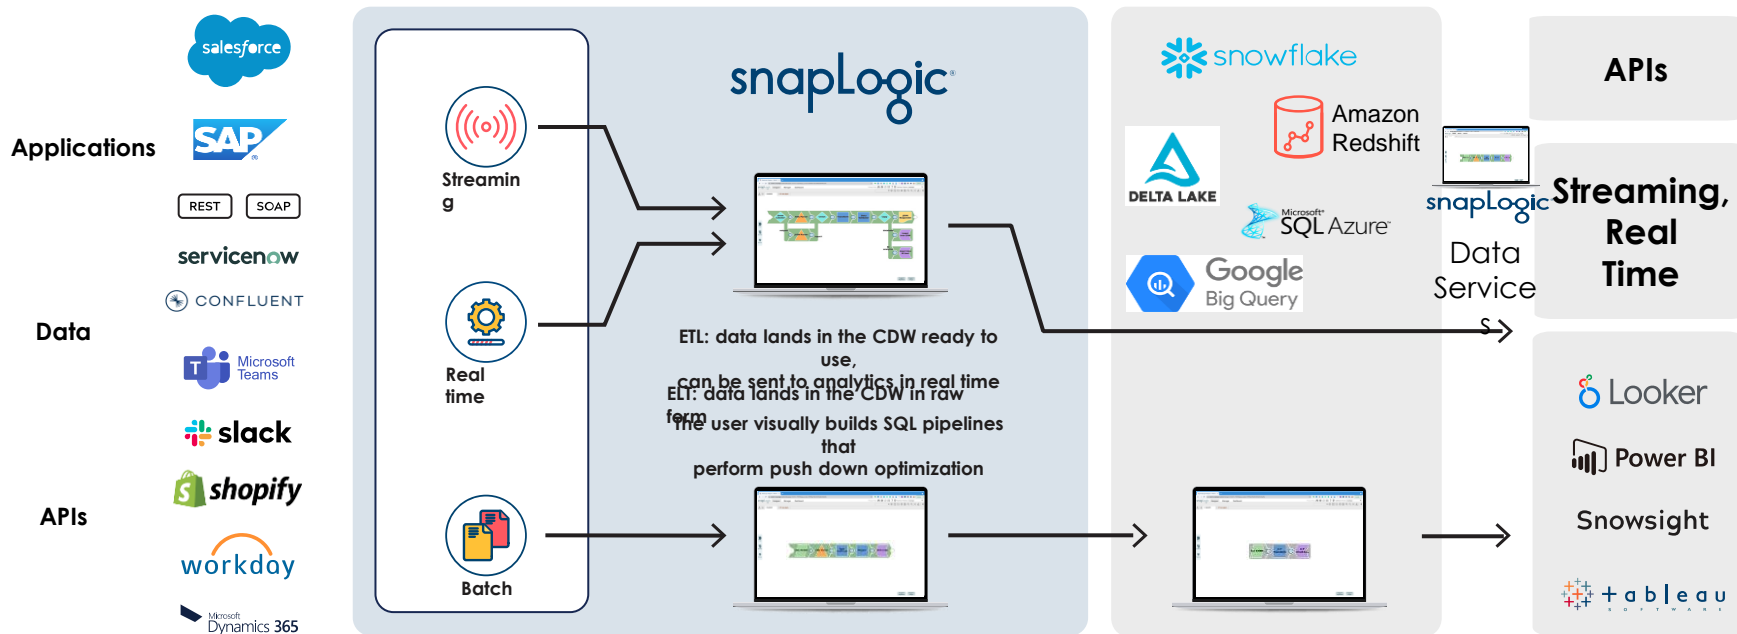 Applications
Data
APIs
salesforce
SAP
REST
SOAP
servicenow
CONFLUENT
Microsoft
Teams
slack
shopify
workday
Microsoft
Dynamics 365
Streamin
g
Real
time
Batch
snapLogic
ETL: data lands in the CDW ready to
use,
can be sent to analytics in real time
ELT: data lands in the CDW in raw
form
The user visually builds SQL pipelines
that
perform push down optimization
snowflake
Amazon
Redshift
DELTA LAKE
Microsoft
SQL Azure
Google
Big Query
snapLogic
Data
Service
s
APIs
Streaming,
Real
Time
Looker
Power BI
Snowsight
+ableau
SOFTWARE